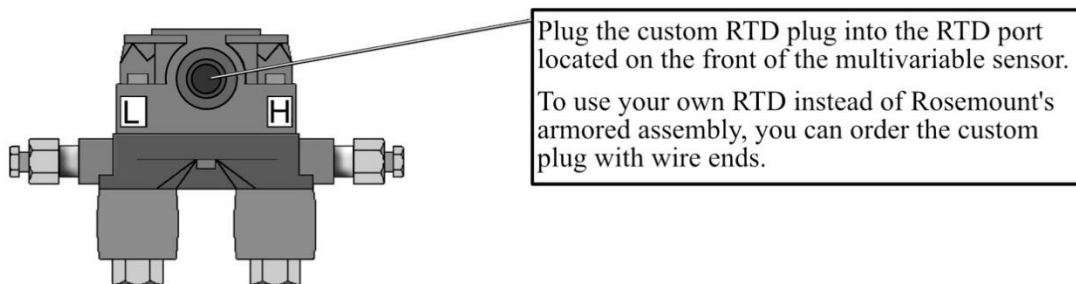 Plug the custom RTD plug into the RTD port
located on the front of the multivariable sensor.
To use your own RTD instead of Rosemount's
armored assembly, you can order the custom
plug with wire ends.
L H